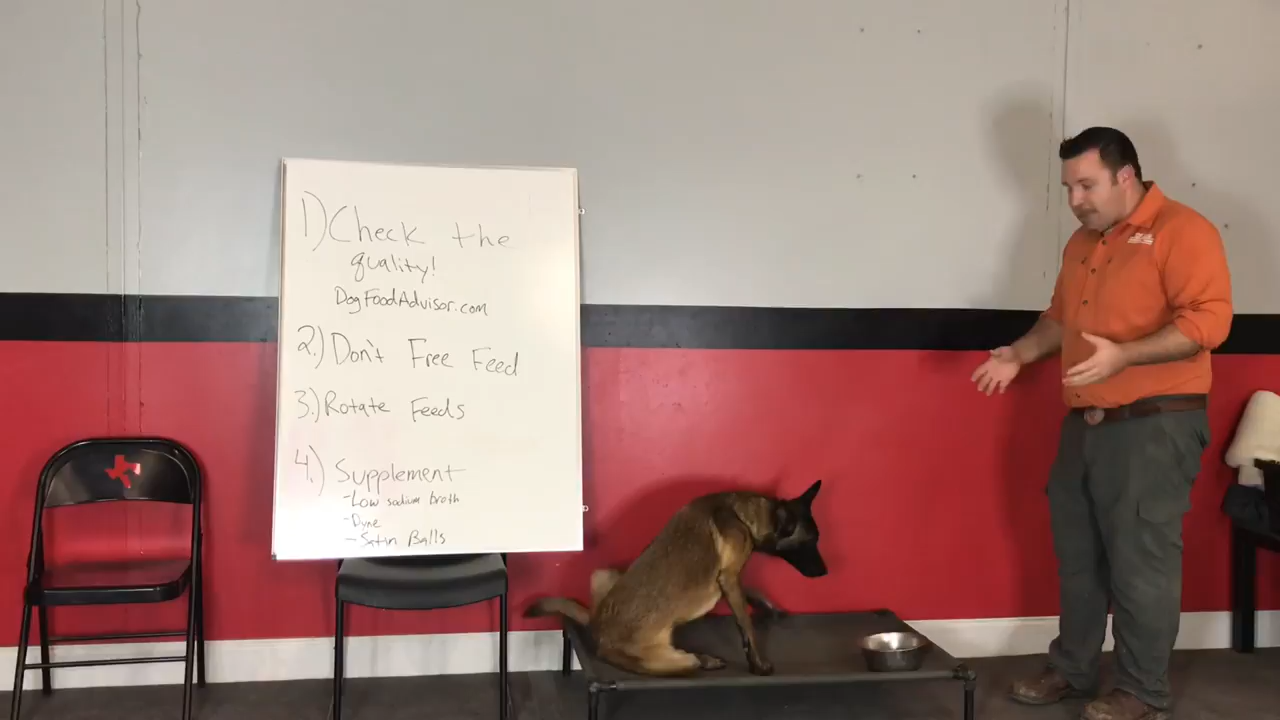 1) Check the
quality!
DogFoodAdvisor.com
2.) Don't Free Feed
3.) Rotate Feeds
4.) Supplement
- Low sodium broth
- Dyne
- Satin Balls